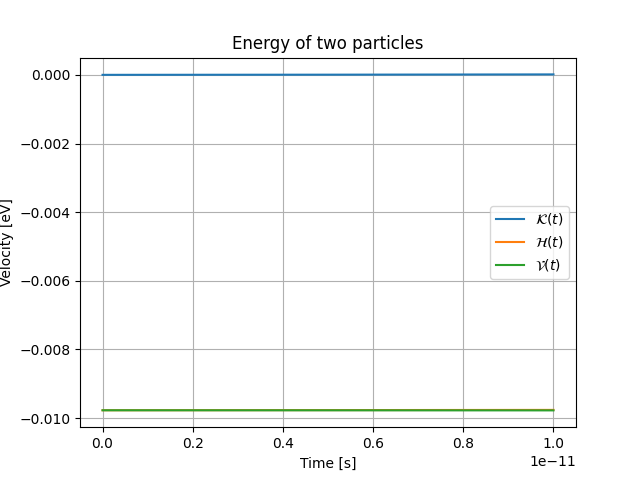 Energy of two particles
Velocity [eV]
0.000
−0.002
−0.004
−0.006
−0.008
−0.010
𝒦(t)
ℋ(t)
𝒱(t)
0.0
0.2
0.4
0.6
0.8
1.0
1e−11
Time [s]